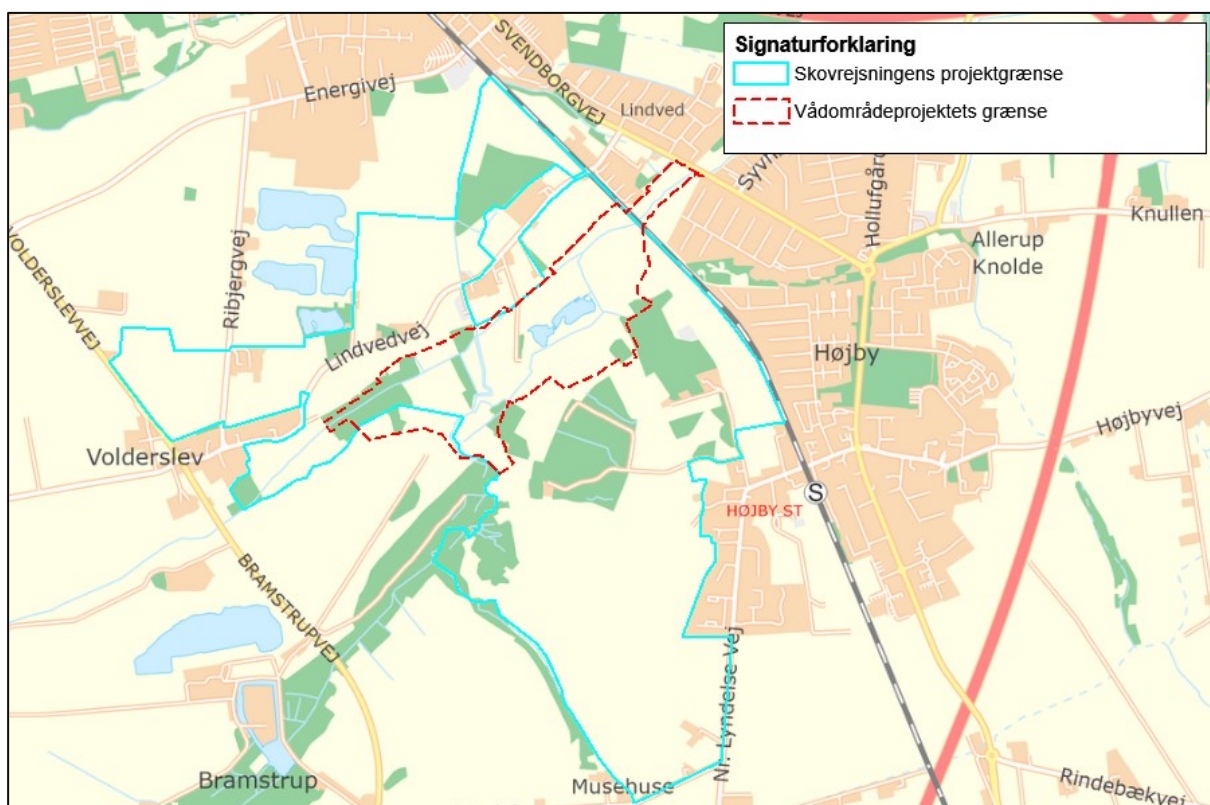 Signaturforklaring
Skovrejsningens projektgrænse
Vådområdeprojektets grænse
SVENDBORGVEJ
Energivej
Lindved
Hollufgård
Knullen
Allerup
Knolde
VOLDERSLEVVEJ
Ribjergvej
Lindvedvej
Højby
Højbyvej
Volderslev
S
HØJBY ST
BRAMSTRUPVEJ
Nr. Lyndelse Vej
Bramstrup
Musehuse
Rindebækvej